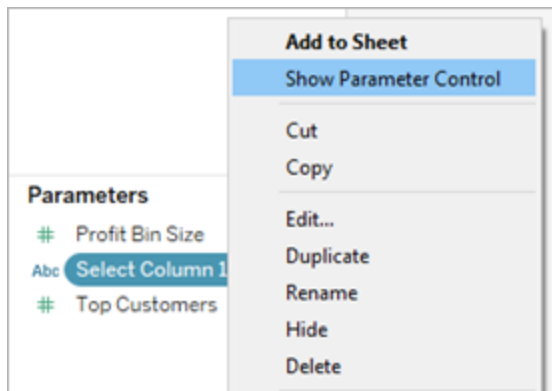 Add to Sheet
Show Parameter Control
Cut
Copy
Parameters
# Profit Bin Size
Abc Select Column 1
# Top Customers
Edit...
Duplicate
Rename
Hide
Delete